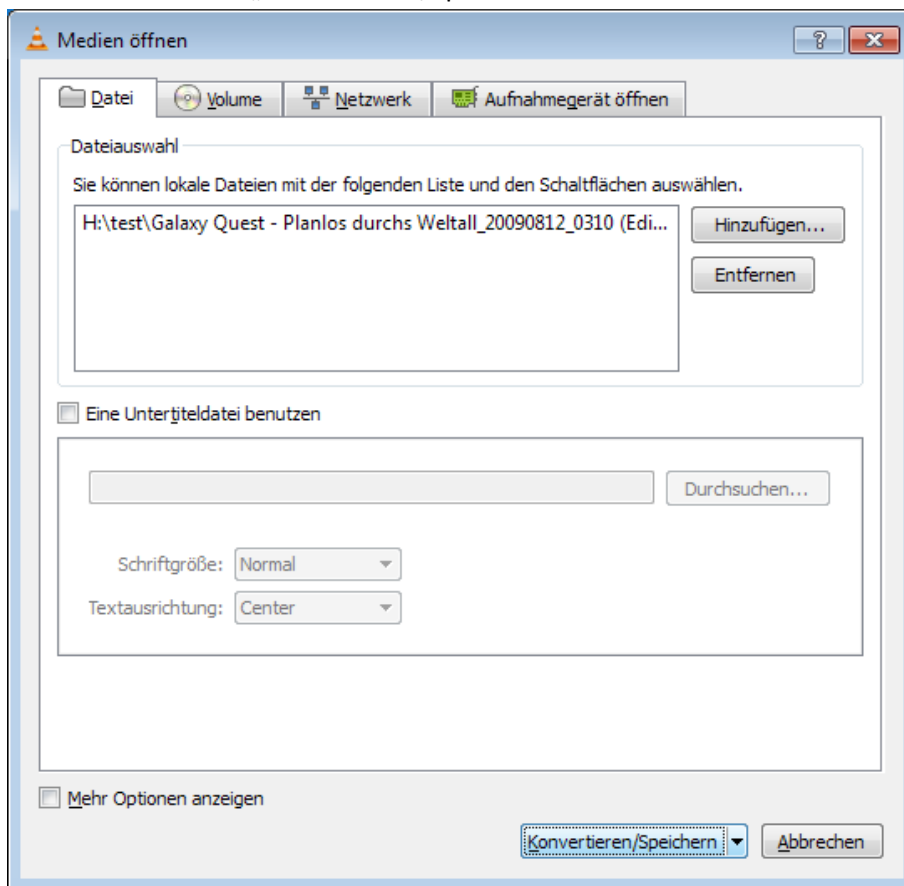 Medien öffnen
Datei Volume Netzwerk Aufnahmegerät öffnen
Dateiauswahl
Sie können lokale Dateien mit der folgenden Liste und den Schaltflächen auswählen.
H:\test\Galaxy Quest - Planlos durchs Weltall_20090812_0310 (Edi... Hinzufügen...
Entfernen
Eine Untertiteldatei benutzen
Durchsuchen...
Schriftgröße: Normal
Textausrichtung: Center
Mehr Optionen anzeigen
Konvertieren/Speichern Abbrechen